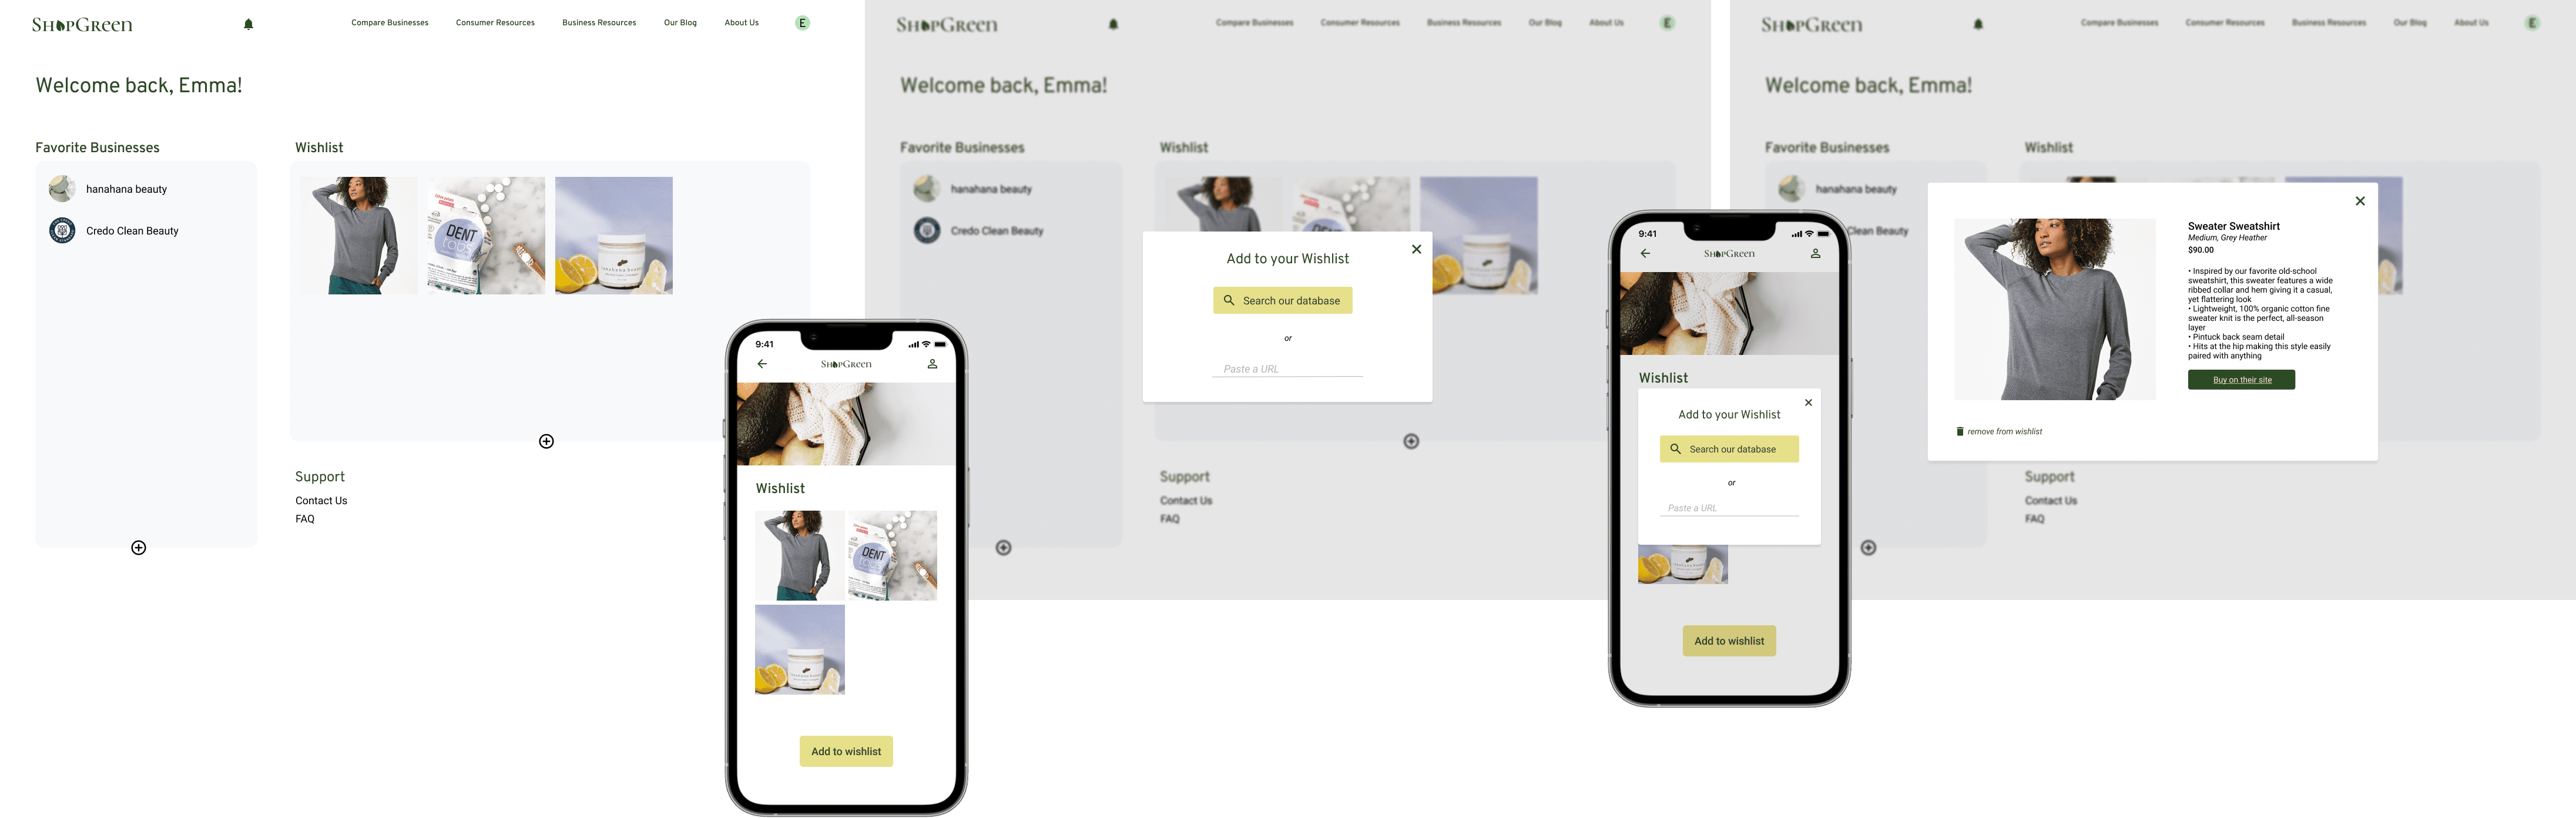 ShopGreen
Compare Businesses
Consumer Resources
Business Resources
Our Blog
About Us
E
Welcome back, Emma!
Favorite Businesses
hanahana beauty
Credo Clean Beauty
Wishlist
DENT
tabs
Support
Contact Us
FAQ
9:41
ShopGreen
Wishlist
DENT
tabs
Add to wishlist
ShopGreen
Compare Businesses
Consumer Resources
Business Resources
Our Blog
About Us
E
Welcome back, Emma!
Favorite Businesses
hanahana beauty
Credo Clean Beauty
Wishlist
Add to your Wishlist
Search our database
or
Paste a URL
Support
Contact Us
FAQ
9:41
ShopGreen
Wishlist
Add to your Wishlist
Search our database
or
Paste a URL
Add to wishlist
ShopGreen
Compare Businesses
Consumer Resources
Business Resources
Our Blog
About Us
E
Welcome back, Emma!
Favorite Businesses
hanahana beauty
Clean Beauty
Wishlist
Sweater Sweatshirt
Medium, Grey Heather
$90.00
• Inspired by our favorite old-school
sweatshirt, this sweater features a wide
ribbed collar and hem giving it a casual,
yet flattering look
• Lightweight, 100% organic cotton fine
sweater knit is the perfect, all-season
layer
• Pintuck back seam detail
• Hits at the hip making this style easily
paired with anything
Buy on their site
remove from wishlist
Support
Contact Us
FAQ